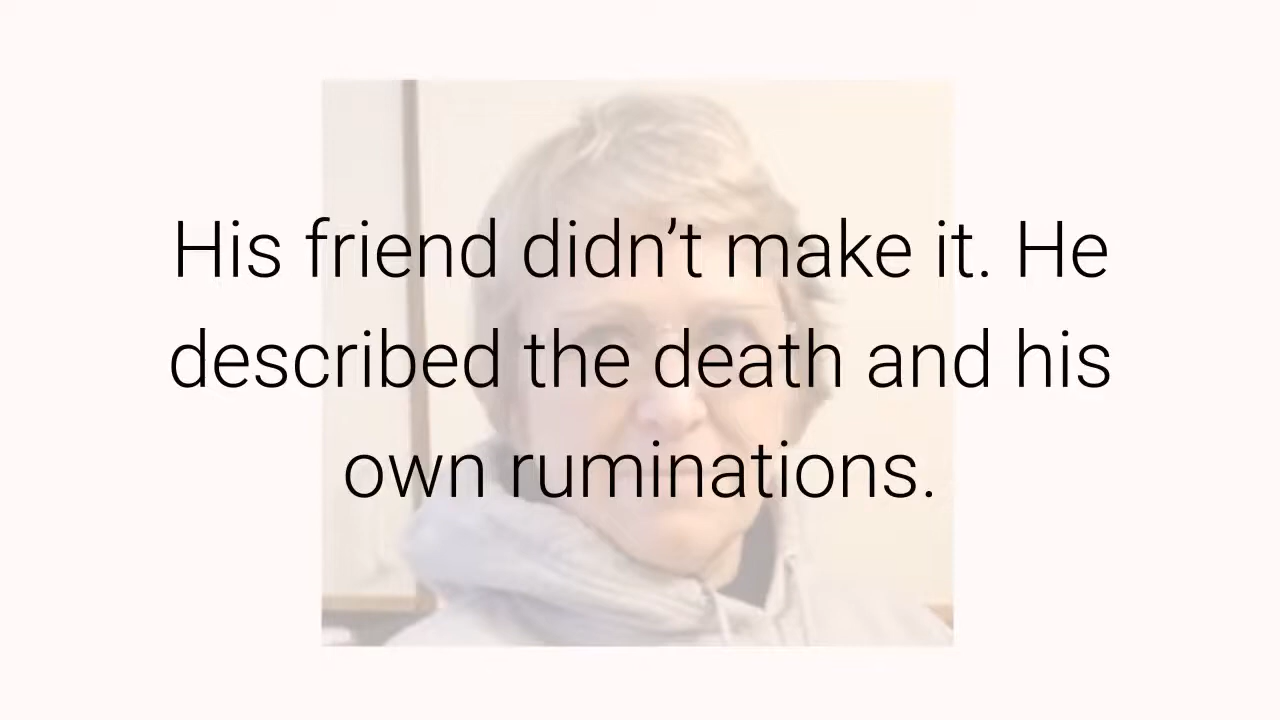 His friend didn’t make it. He
described the death and his
own ruminations.